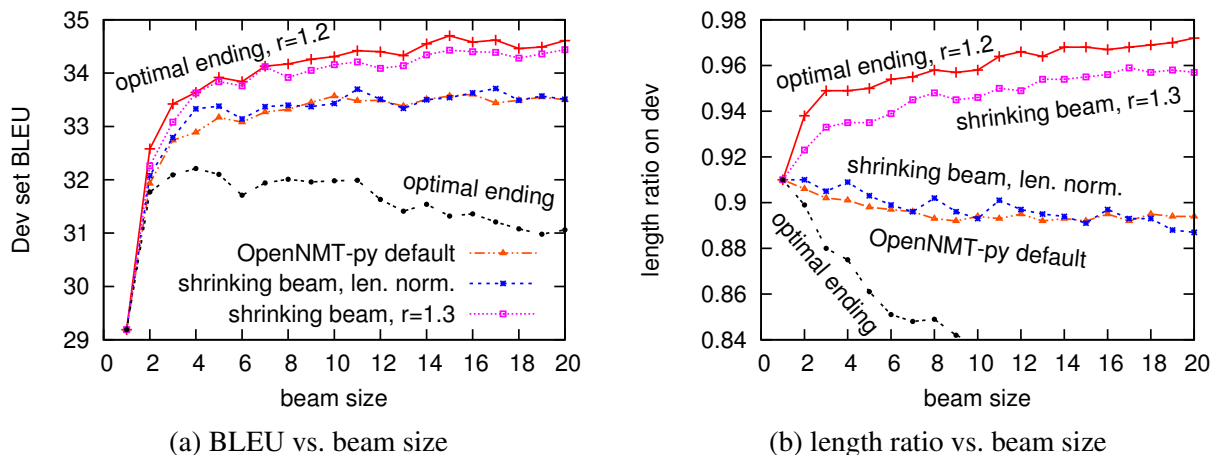 35
34
33
32
31
30
29
0 2 4 6 8 10 12 14 16 18 20
Dev set BLEU
beam size
optimal ending, r=1.2
optimal ending
OpenNMT-py default
shrinking beam, len. norm.
shrinking beam, r=1.3
(a) BLEU vs. beam size
0.98
0.96
0.94
0.92
0.9
0.88
0.86
0.84
0 2 4 6 8 10 12 14 16 18 20
length ratio on dev
beam size
optimal ending, r=1.2
shrinking beam, r=1.3
shrinking beam, len. norm.
OpenNMT-py default
optimal ending
(b) length ratio vs. beam size